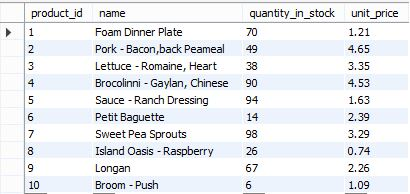 product_id name quantity_in_stock unit_price
1 Foam Dinner Plate 70 1.21
2 Pork - Bacon,back Peameal 49 4.65
3 Lettuce - Romaine, Heart 38 3.35
4 Brocolinni - Gaylan, Chinese 90 4.53
5 Sauce - Ranch Dressing 94 1.63
6 Petit Baguette 14 2.39
7 Sweet Pea Sprouts 98 3.29
8 Island Oasis - Raspberry 26 0.74
9 Longan 67 2.26
10 Broom - Push 6 1.09